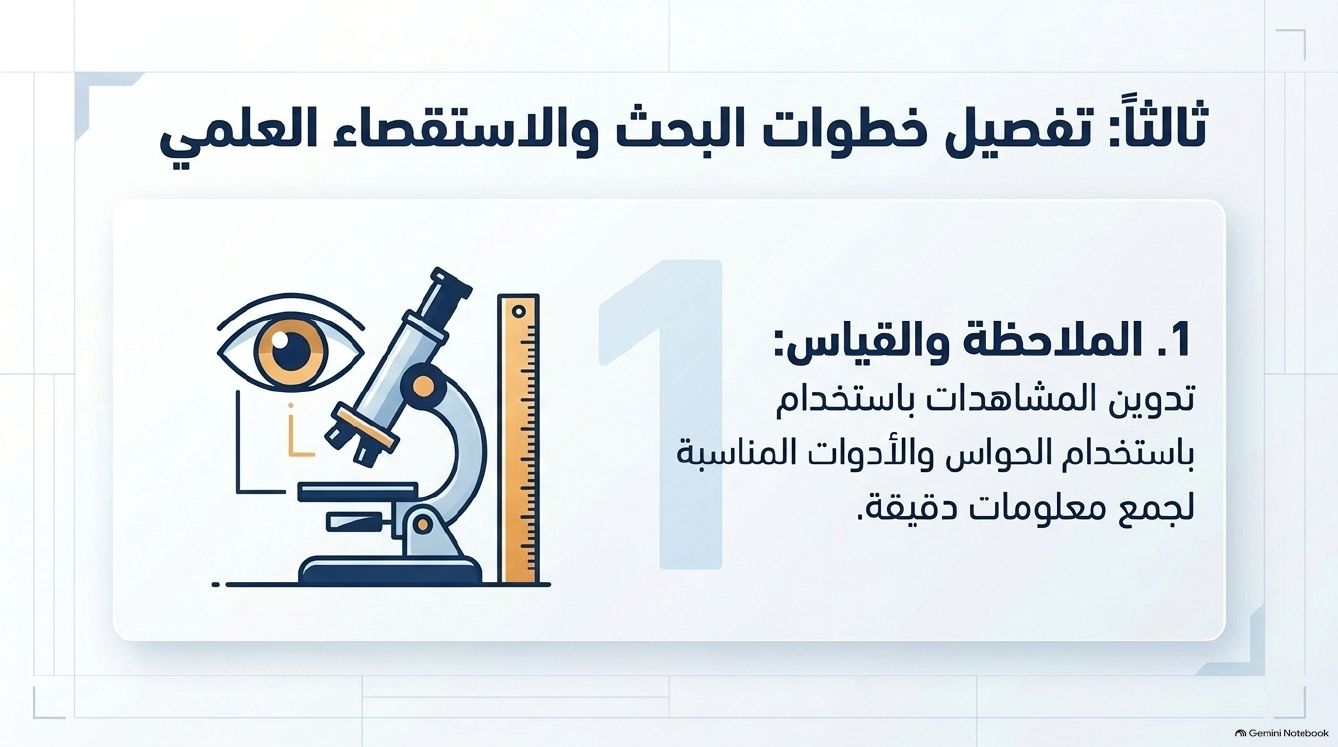 ثالثاً: تفصيل خطوات البحث والاستقصاء العلمي
1
1. الملاحظة والقياس:
تدوين المشاهدات باستخدام
باستخدام الحواس والأدوات المناسبة
لجمع معلومات دقيقة.
Gemini Notebook